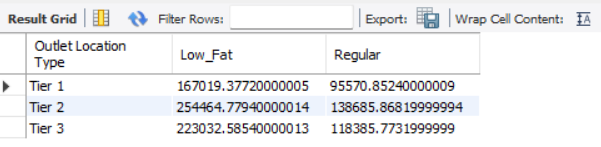 Result Grid Filter Rows: Export: Wrap Cell Content: IA
Outlet Location Type Low_Fat Regular
Tier 1 167019.37720000005 95570.85240000009
Tier 2 254464.77940000014 138685.86819999994
Tier 3 223032.58540000013 118385.7731999999